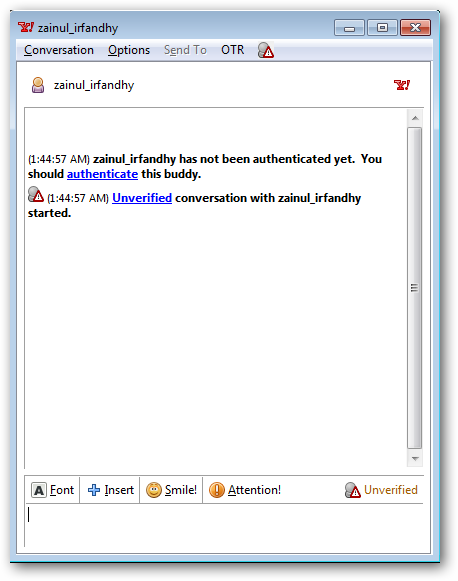 zainul_irfandhy
Conversation Options Send To OTR
zainul_irfandhy
(1:44:57 AM) zainul_irfandhy has not been authenticated yet. You
should authenticate this buddy.
(1:44:57 AM) Unverified conversation with zainul_irfandhy
started.
Font Insert Smile! Attention! Unverified